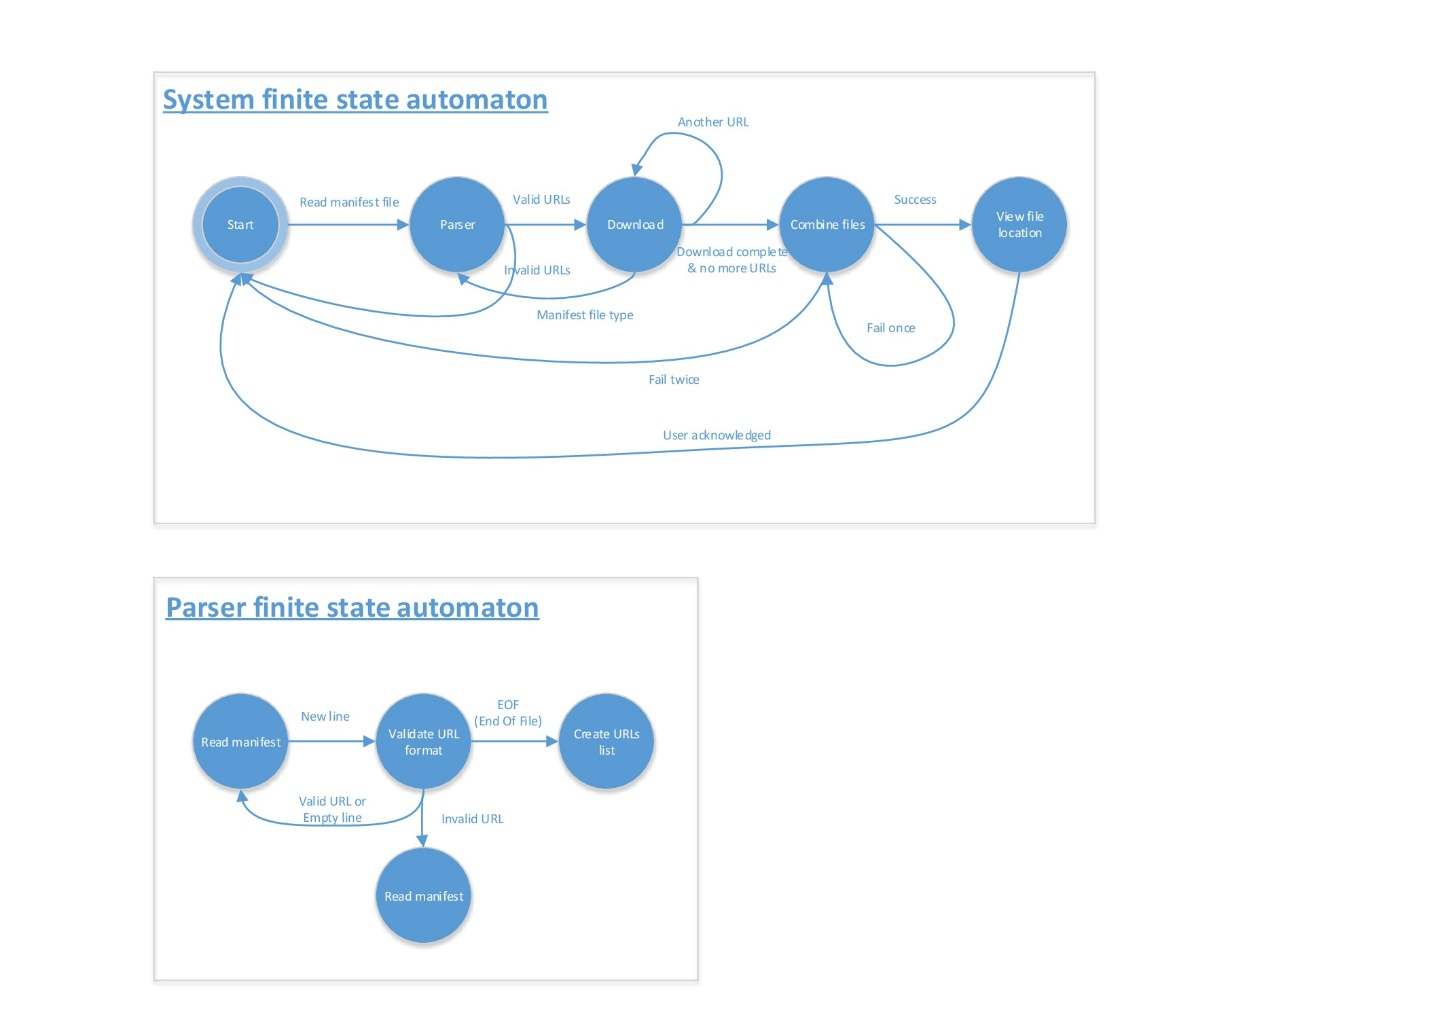 System finite state automaton
Another URL
Start
Read manifest file
Parser
Valid URLs
Download
Combine files
Success
View file
location
Download complete
& no more URLs
Invalid URLs
Manifest file type
Fail once
Fail twice
User acknowledged
Parser finite state automaton
Read manifest
New line
Validate URL
format
EOF
(End Of File)
Create URLs
list
Valid URL or
Empty line
Invalid URL
Read manifest